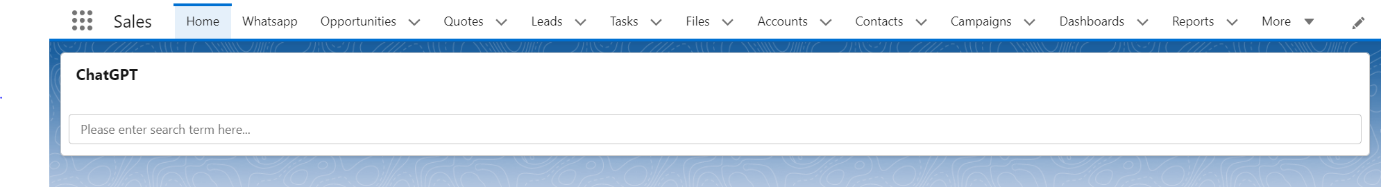 Sales Home Whatsapp Opportunities Quotes Leads Tasks Files Accounts Contacts Campaigns Dashboards Reports More
ChatGPT
Please enter search term here...